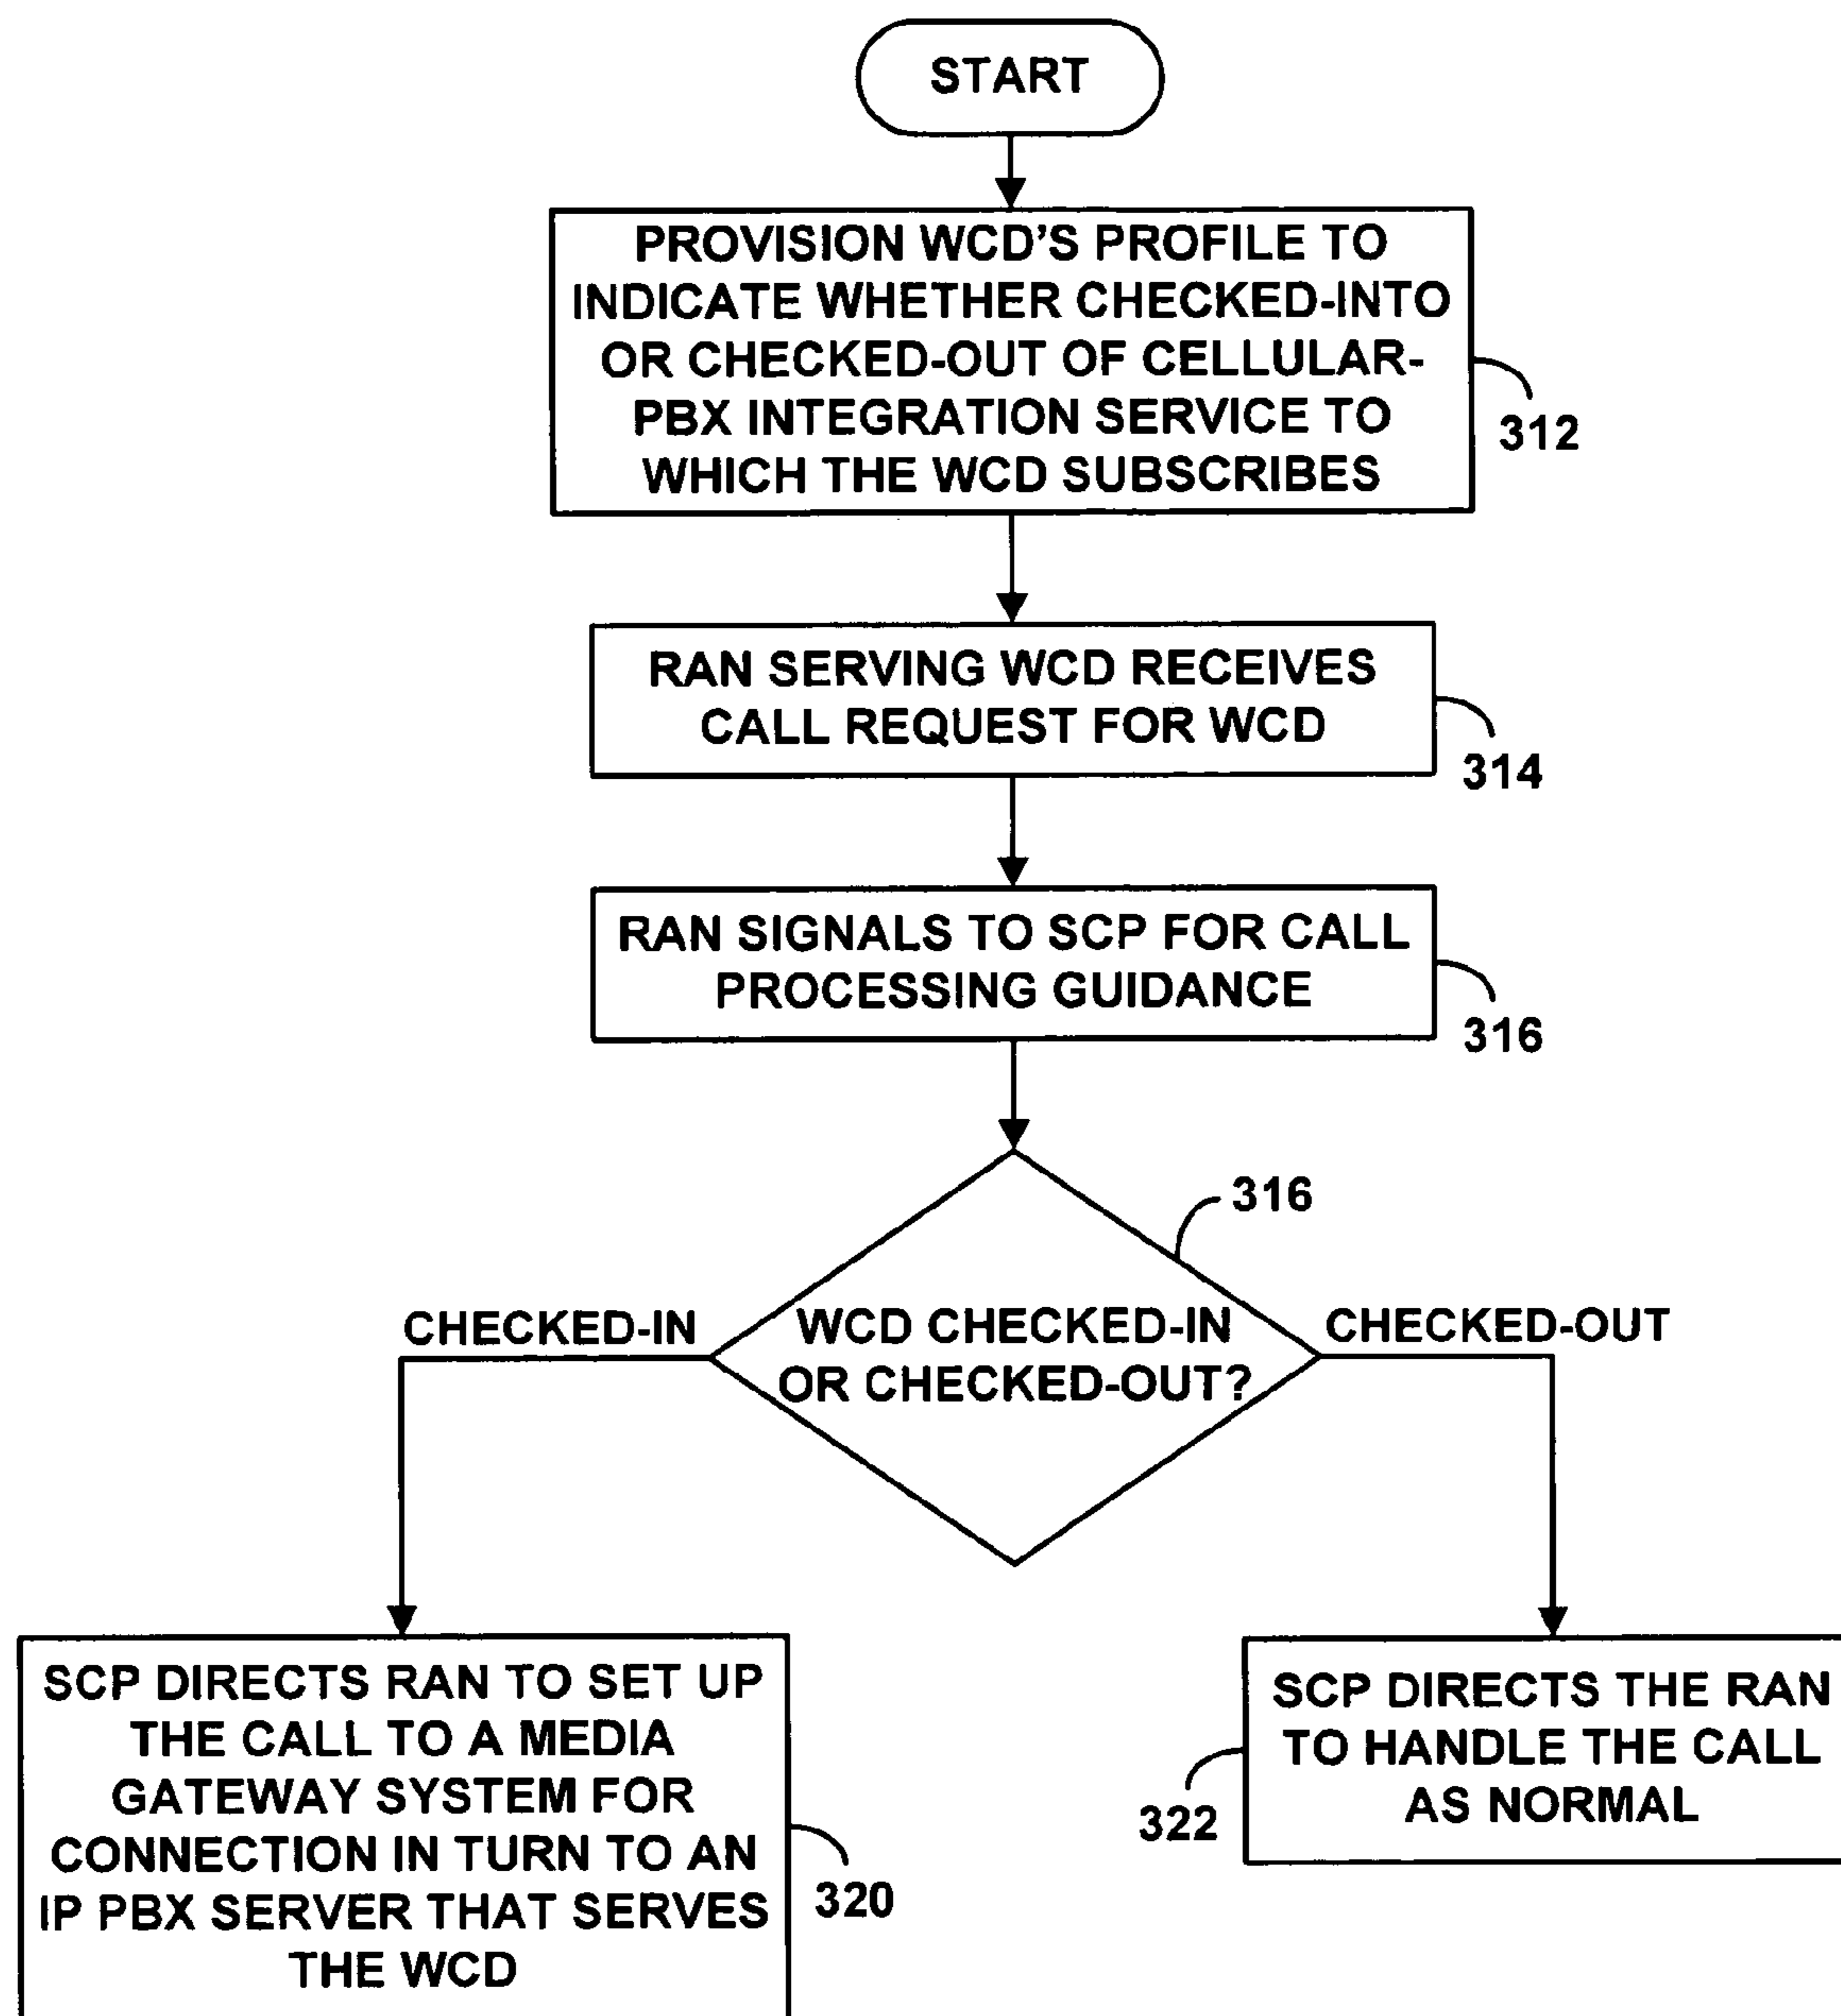 START
PROVISION WCD'S PROFILE TO
INDICATE WHETHER CHECKED-INTO
OR CHECKED-OUT OF CELLULAR-
PBX INTEGRATION SERVICE TO
WHICH THE WCD SUBSCRIBES
312
RAN SERVING WCD RECEIVES
CALL REQUEST FOR WCD
314
RAN SIGNALS TO SCP FOR CALL
PROCESSING GUIDANCE
316
316
WCD CHECKED-IN
OR CHECKED-OUT?
CHECKED-IN
CHECKED-OUT
SCP DIRECTS RAN TO SET UP
THE CALL TO A MEDIA
GATEWAY SYSTEM FOR
CONNECTION IN TURN TO AN
IP PBX SERVER THAT SERVES
THE WCD
320
SCP DIRECTS THE RAN
TO HANDLE THE CALL
AS NORMAL
322